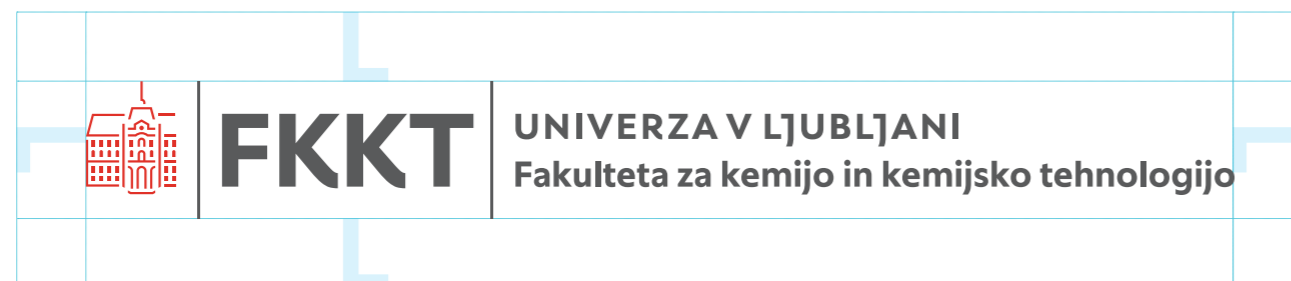 FKKT
UNIVERZA V LJUBLJANI
Fakulteta za kemijo in kemijsko tehnologijo